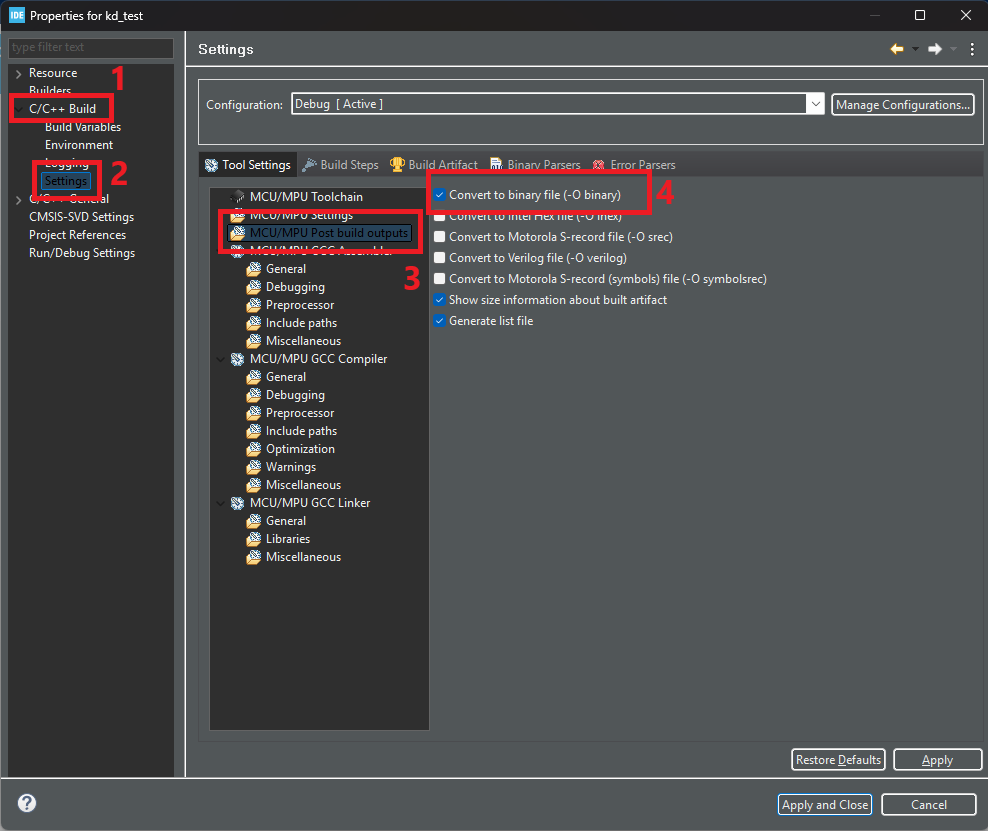 IDE Properties for kd_test
type filter text
Settings
Resource
1
Builders
C/C++ Build
Build Variables
Environment
Logging
Settings
2
C/C++ General
CMSIS-SVD Settings
Project References
Run/Debug Settings
Configuration: Debug [ Active ] Manage Configurations...
Tool Settings Build Steps Build Artifact Binary Parsers Error Parsers
MCU/MPU Toolchain
MCU/MPU Settings
MCU/MPU Post build outputs
3
MCU/MPU GCC Assembler
General
Debugging
Preprocessor
Include paths
Miscellaneous
MCU/MPU GCC Compiler
General
Debugging
Preprocessor
Include paths
Optimization
Warnings
Miscellaneous
MCU/MPU GCC Linker
General
Libraries
Miscellaneous
Convert to binary file (-O binary)
4
Convert to Intel Hex file (-O ihex)
Convert to Motorola S-record file (-O srec)
Convert to Verilog file (-O verilog)
Convert to Motorola S-record (symbols) file (-O symbolsrec)
Show size information about built artifact
Generate list file
Restore Defaults Apply
? Apply and Close Cancel